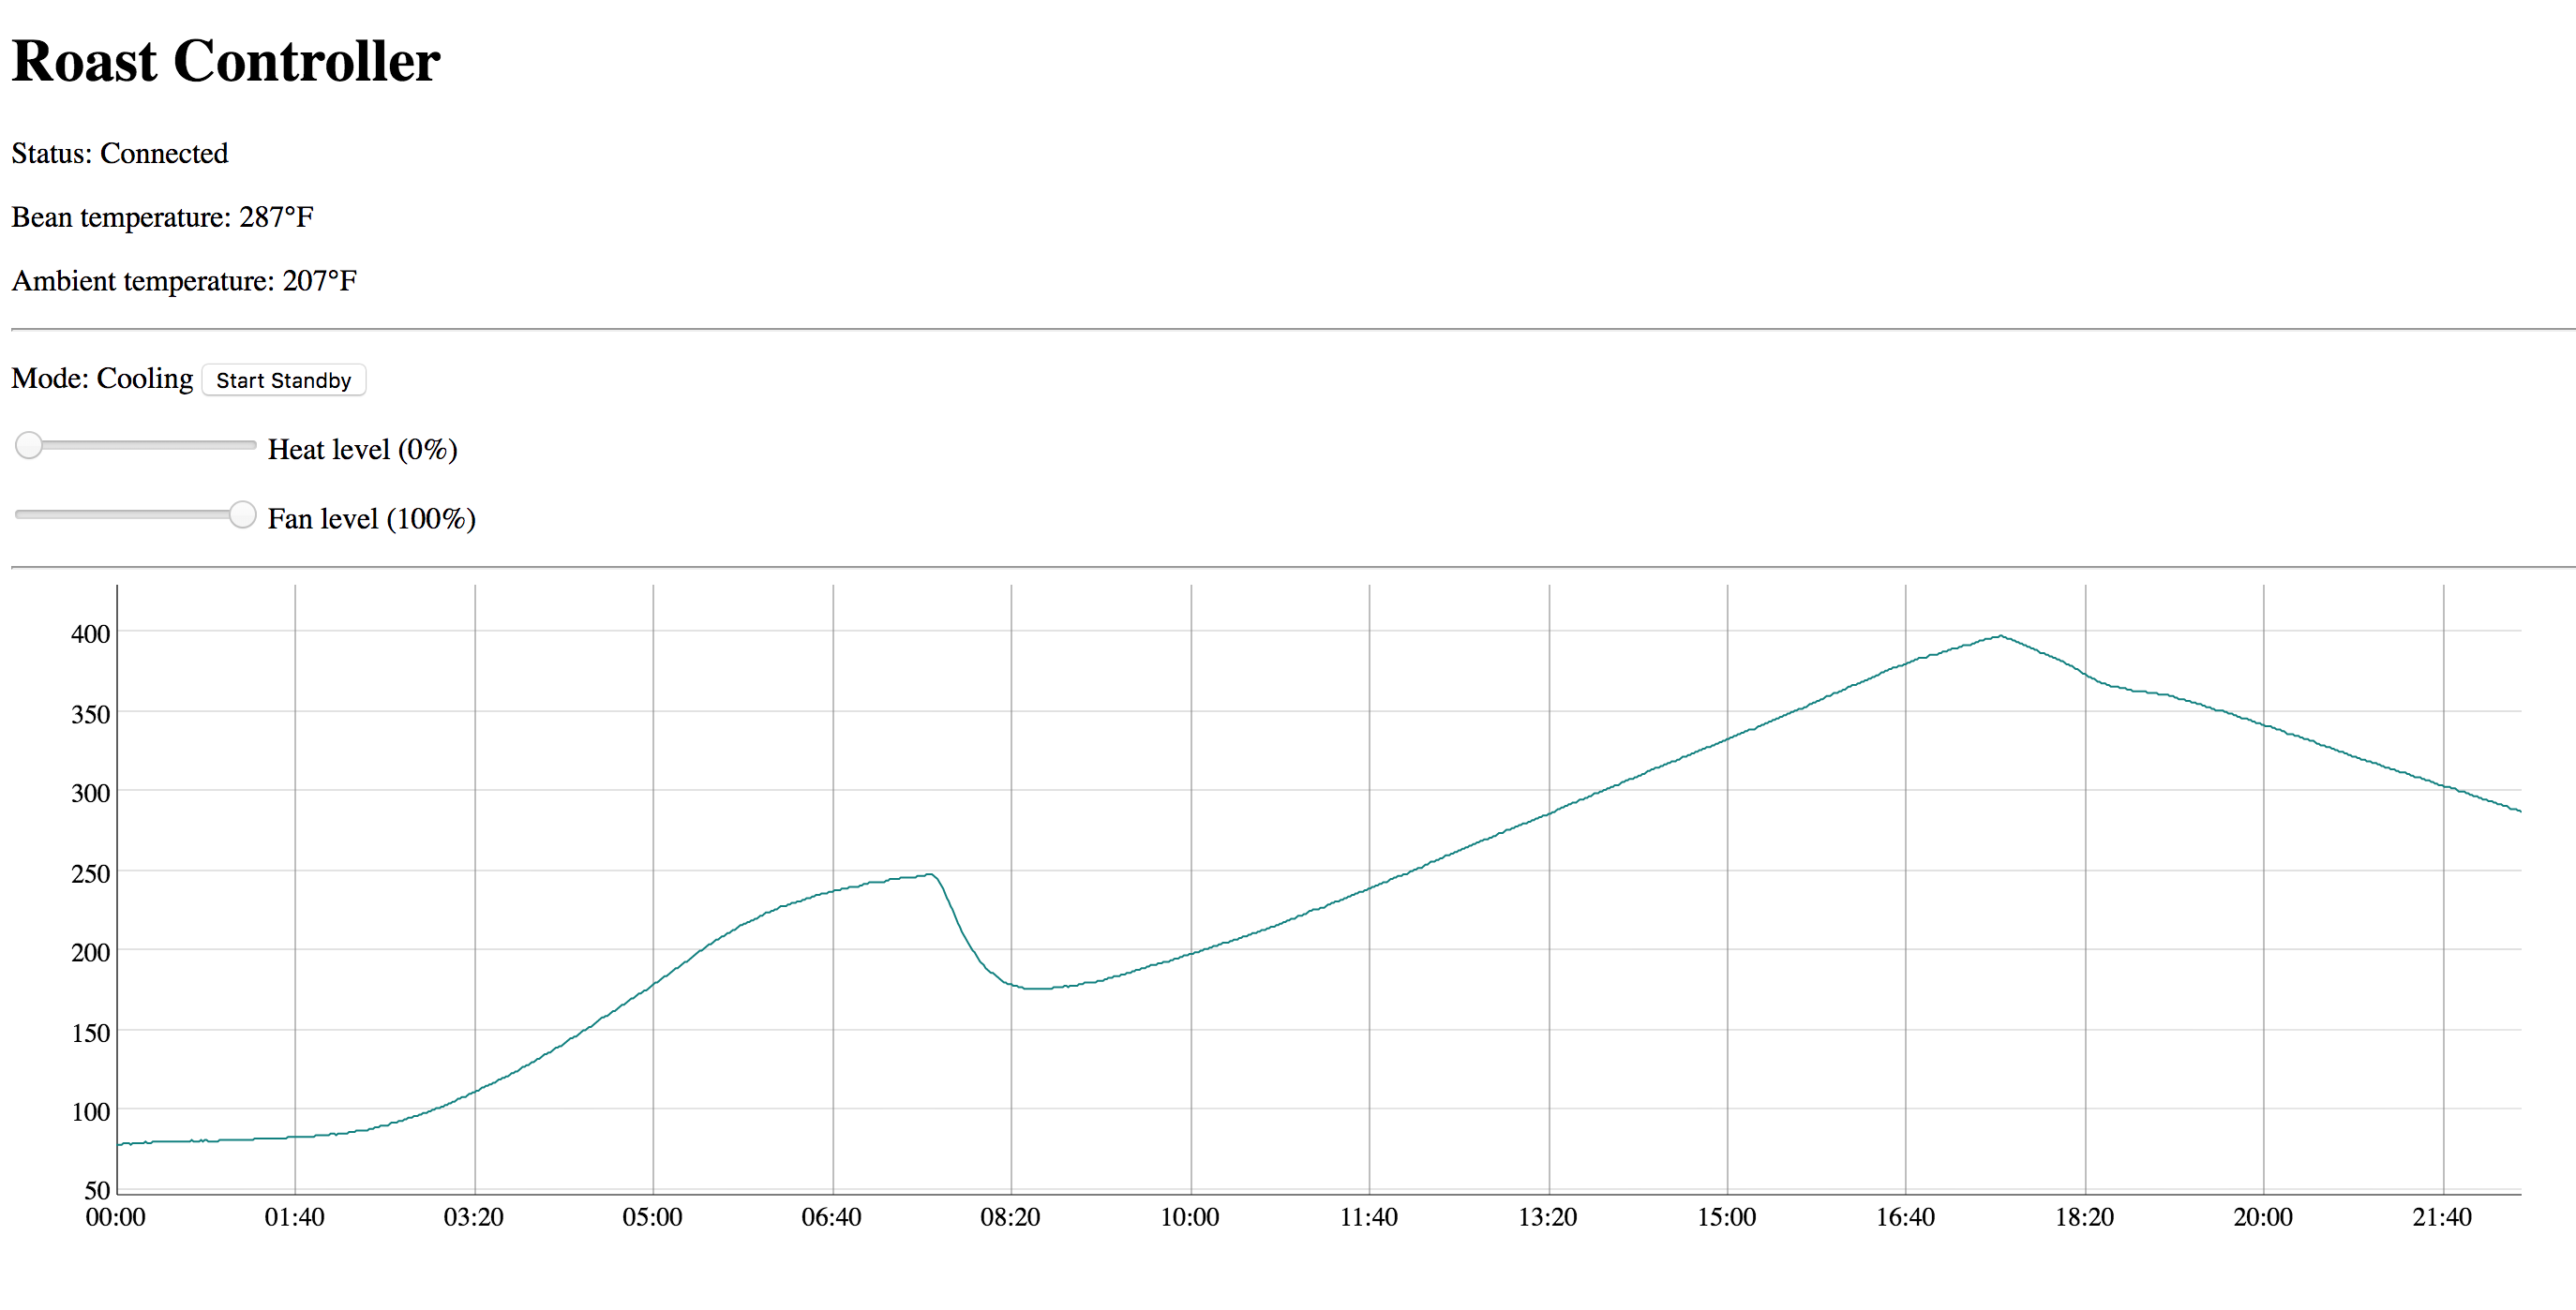 Roast Controller
Status: Connected
Bean temperature: 287°F
Ambient temperature: 207°F
Mode: Cooling Start Standby
Heat level (0%)
Fan level (100%)
400
350
300
250
200
150
100
50
00:00 01:40 03:20 05:00 06:40 08:20 10:00 11:40 13:20 15:00 16:40 18:20 20:00 21:40